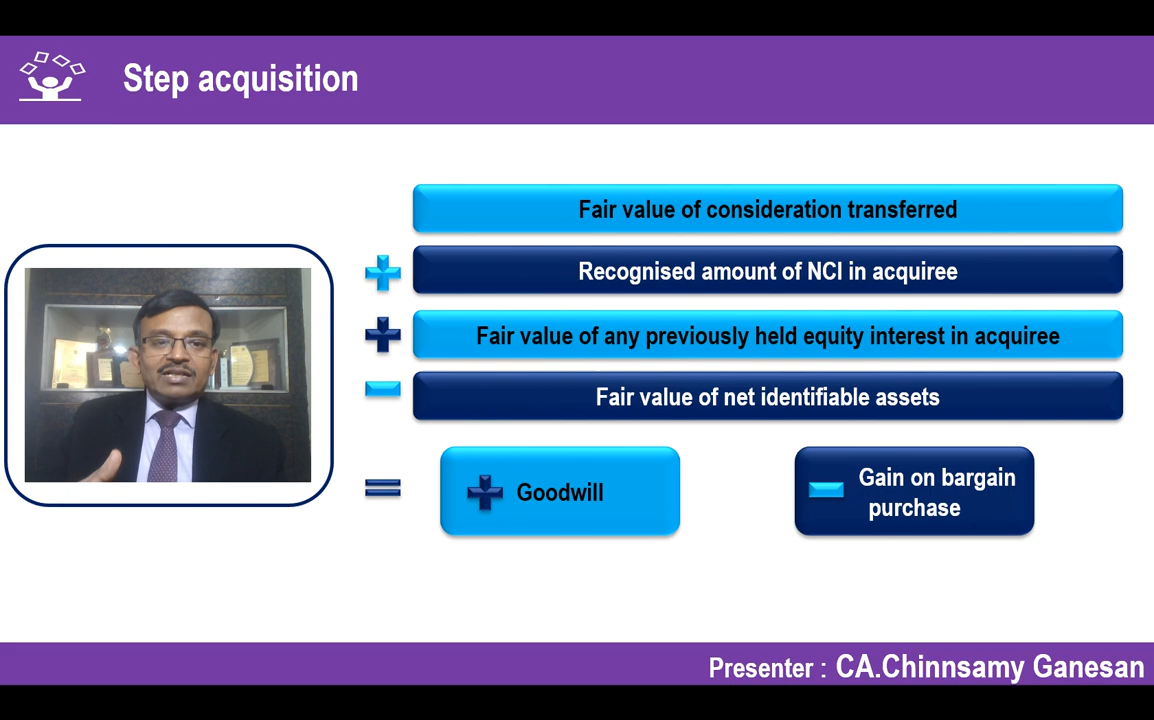 Step acquisition
Fair value of consideration transferred
+ Recognised amount of NCI in acquiree
+ Fair value of any previously held equity interest in acquiree
- Fair value of net identifiable assets
= + Goodwill
- Gain on bargain
purchase
Presenter : CA.Chinnsamy Ganesan